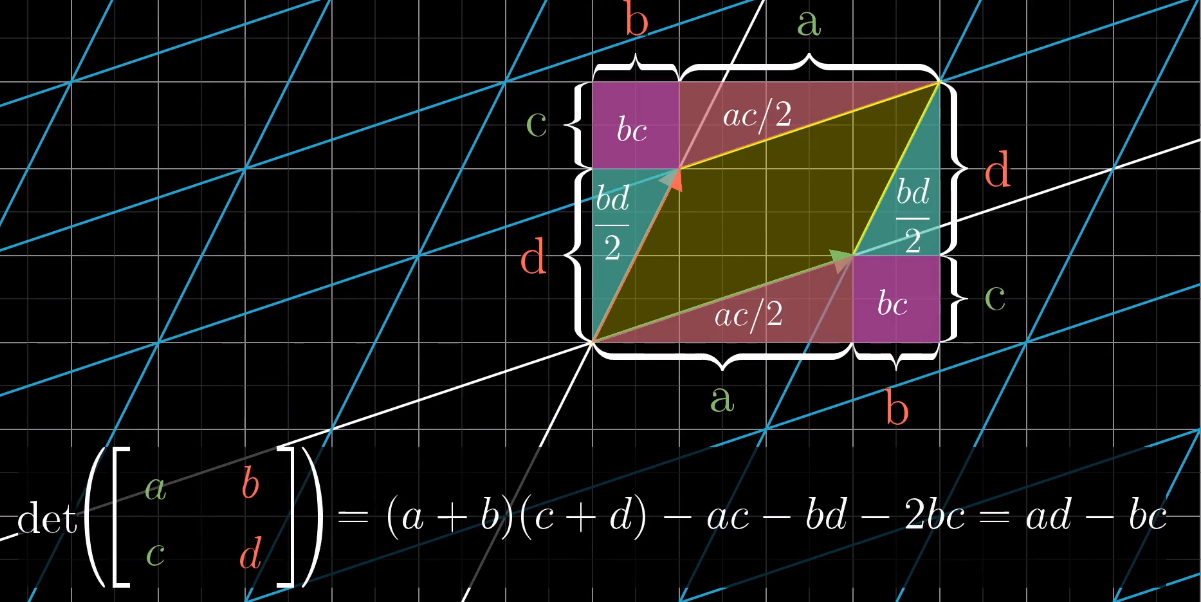 b a
c bc ac/2 d
bd/2 bd/2
d ac/2 bc c
a b
det([a b c d]) = (a + b)(c + d) − ac − bd − 2bc = ad − bc